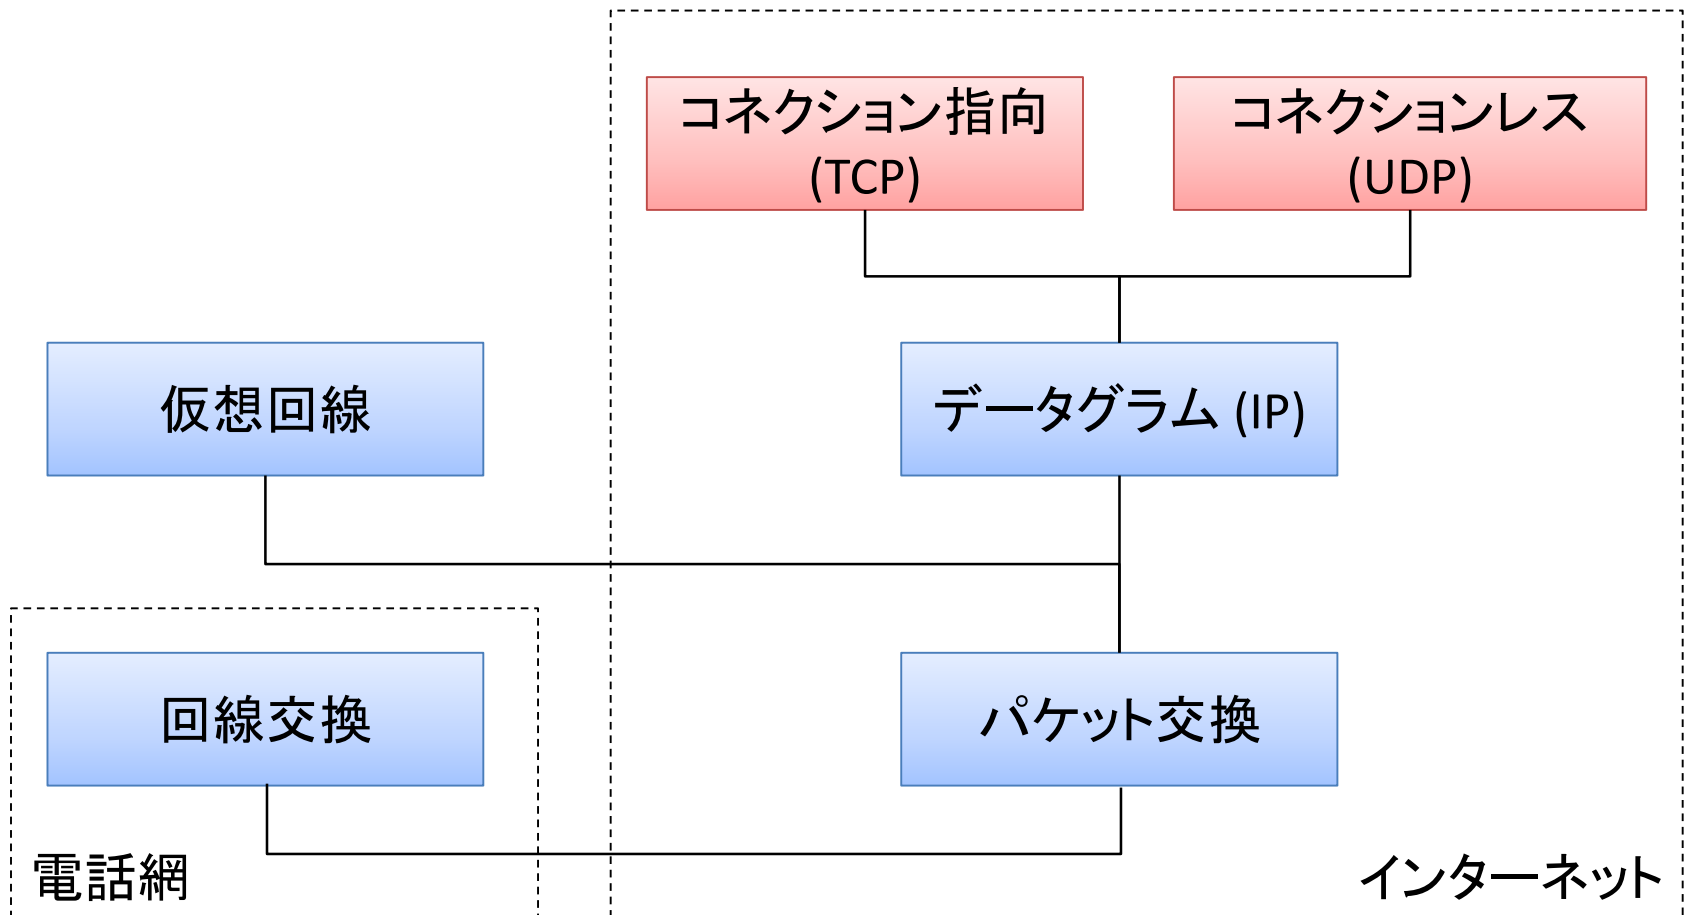 コネクション指向
(TCP)
コネクションレス
(UDP)
仮想回線
データグラム (IP)
回線交換
パケット交換
電話網
インターネット